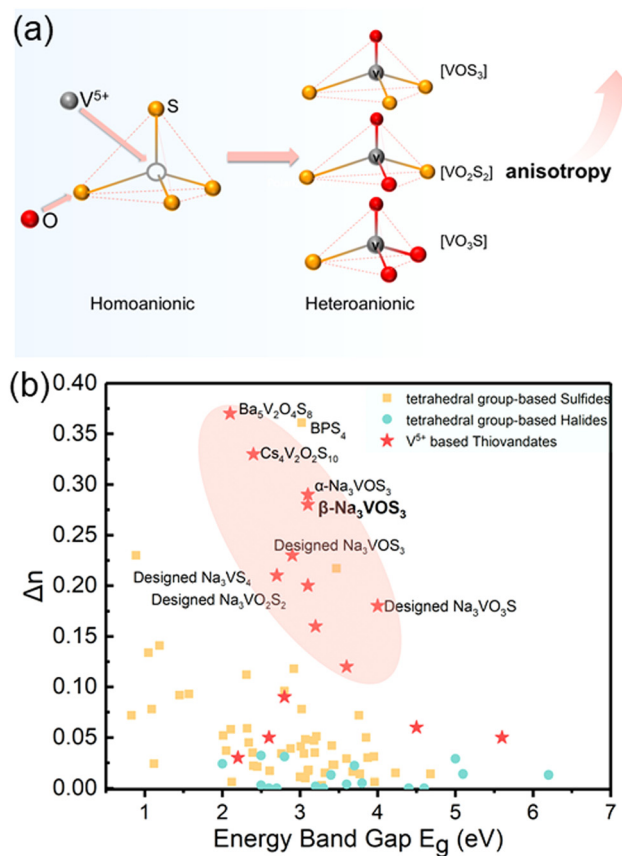 (a)
V⁵⁺
S
O
Homoanionic
V
[VOS₃]
V
[VO₂S₂]
anisotropy
V
[VO₃S]
Heteroanionic
(b)
0.40
0.35
0.30
0.25
0.20
0.15
0.10
0.05
0.00
Δn
tetrahedral group-based Sulfides
tetrahedral group-based Halides
V⁵⁺ based Thiovandates
Ba₅V₂O₄S₈
BPS₄
Cs₄V₂O₂S₁₀
α-Na₃VOS₃
β-Na₃VOS₃
Designed Na₃VOS₃
Designed Na₃VS₄
Designed Na₃VO₂S₂
Designed Na₃VO₃S
1 2 3 4 5 6 7
Energy Band Gap E_g (eV)